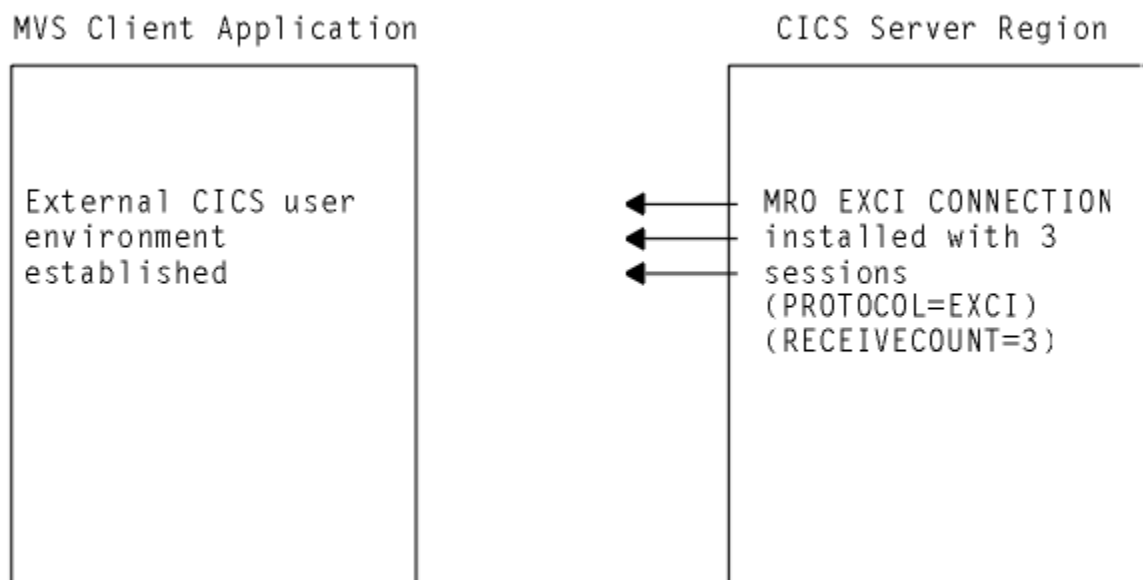 MVS Client Application
CICS Server Region
External CICS user
environment
established
MRO EXCI CONNECTION
installed with 3
sessions
(PROTOCOL=EXCI)
(RECEIVECOUNT=3)